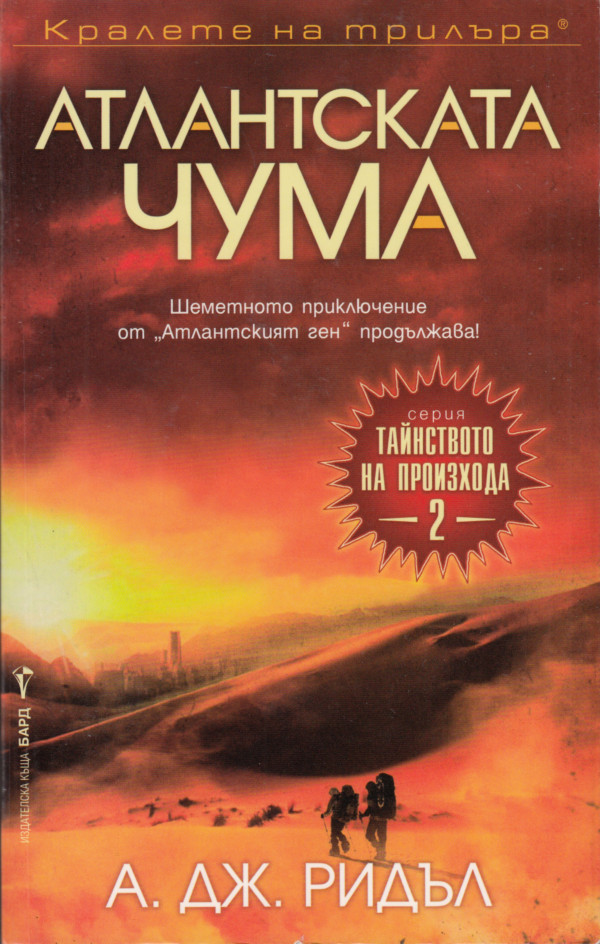 Кралете на трилъра®
АТЛАНТСКАТА
ЧУМА
Шеметното приключение
от „Атлантският ген“ продължава!
серия
ТАЙНСТВОТО
НА ПРОИЗХОДА
2
ИЗДАТЕЛСКА КЪЩА БАРД
А. ДЖ. РИДЪЛ